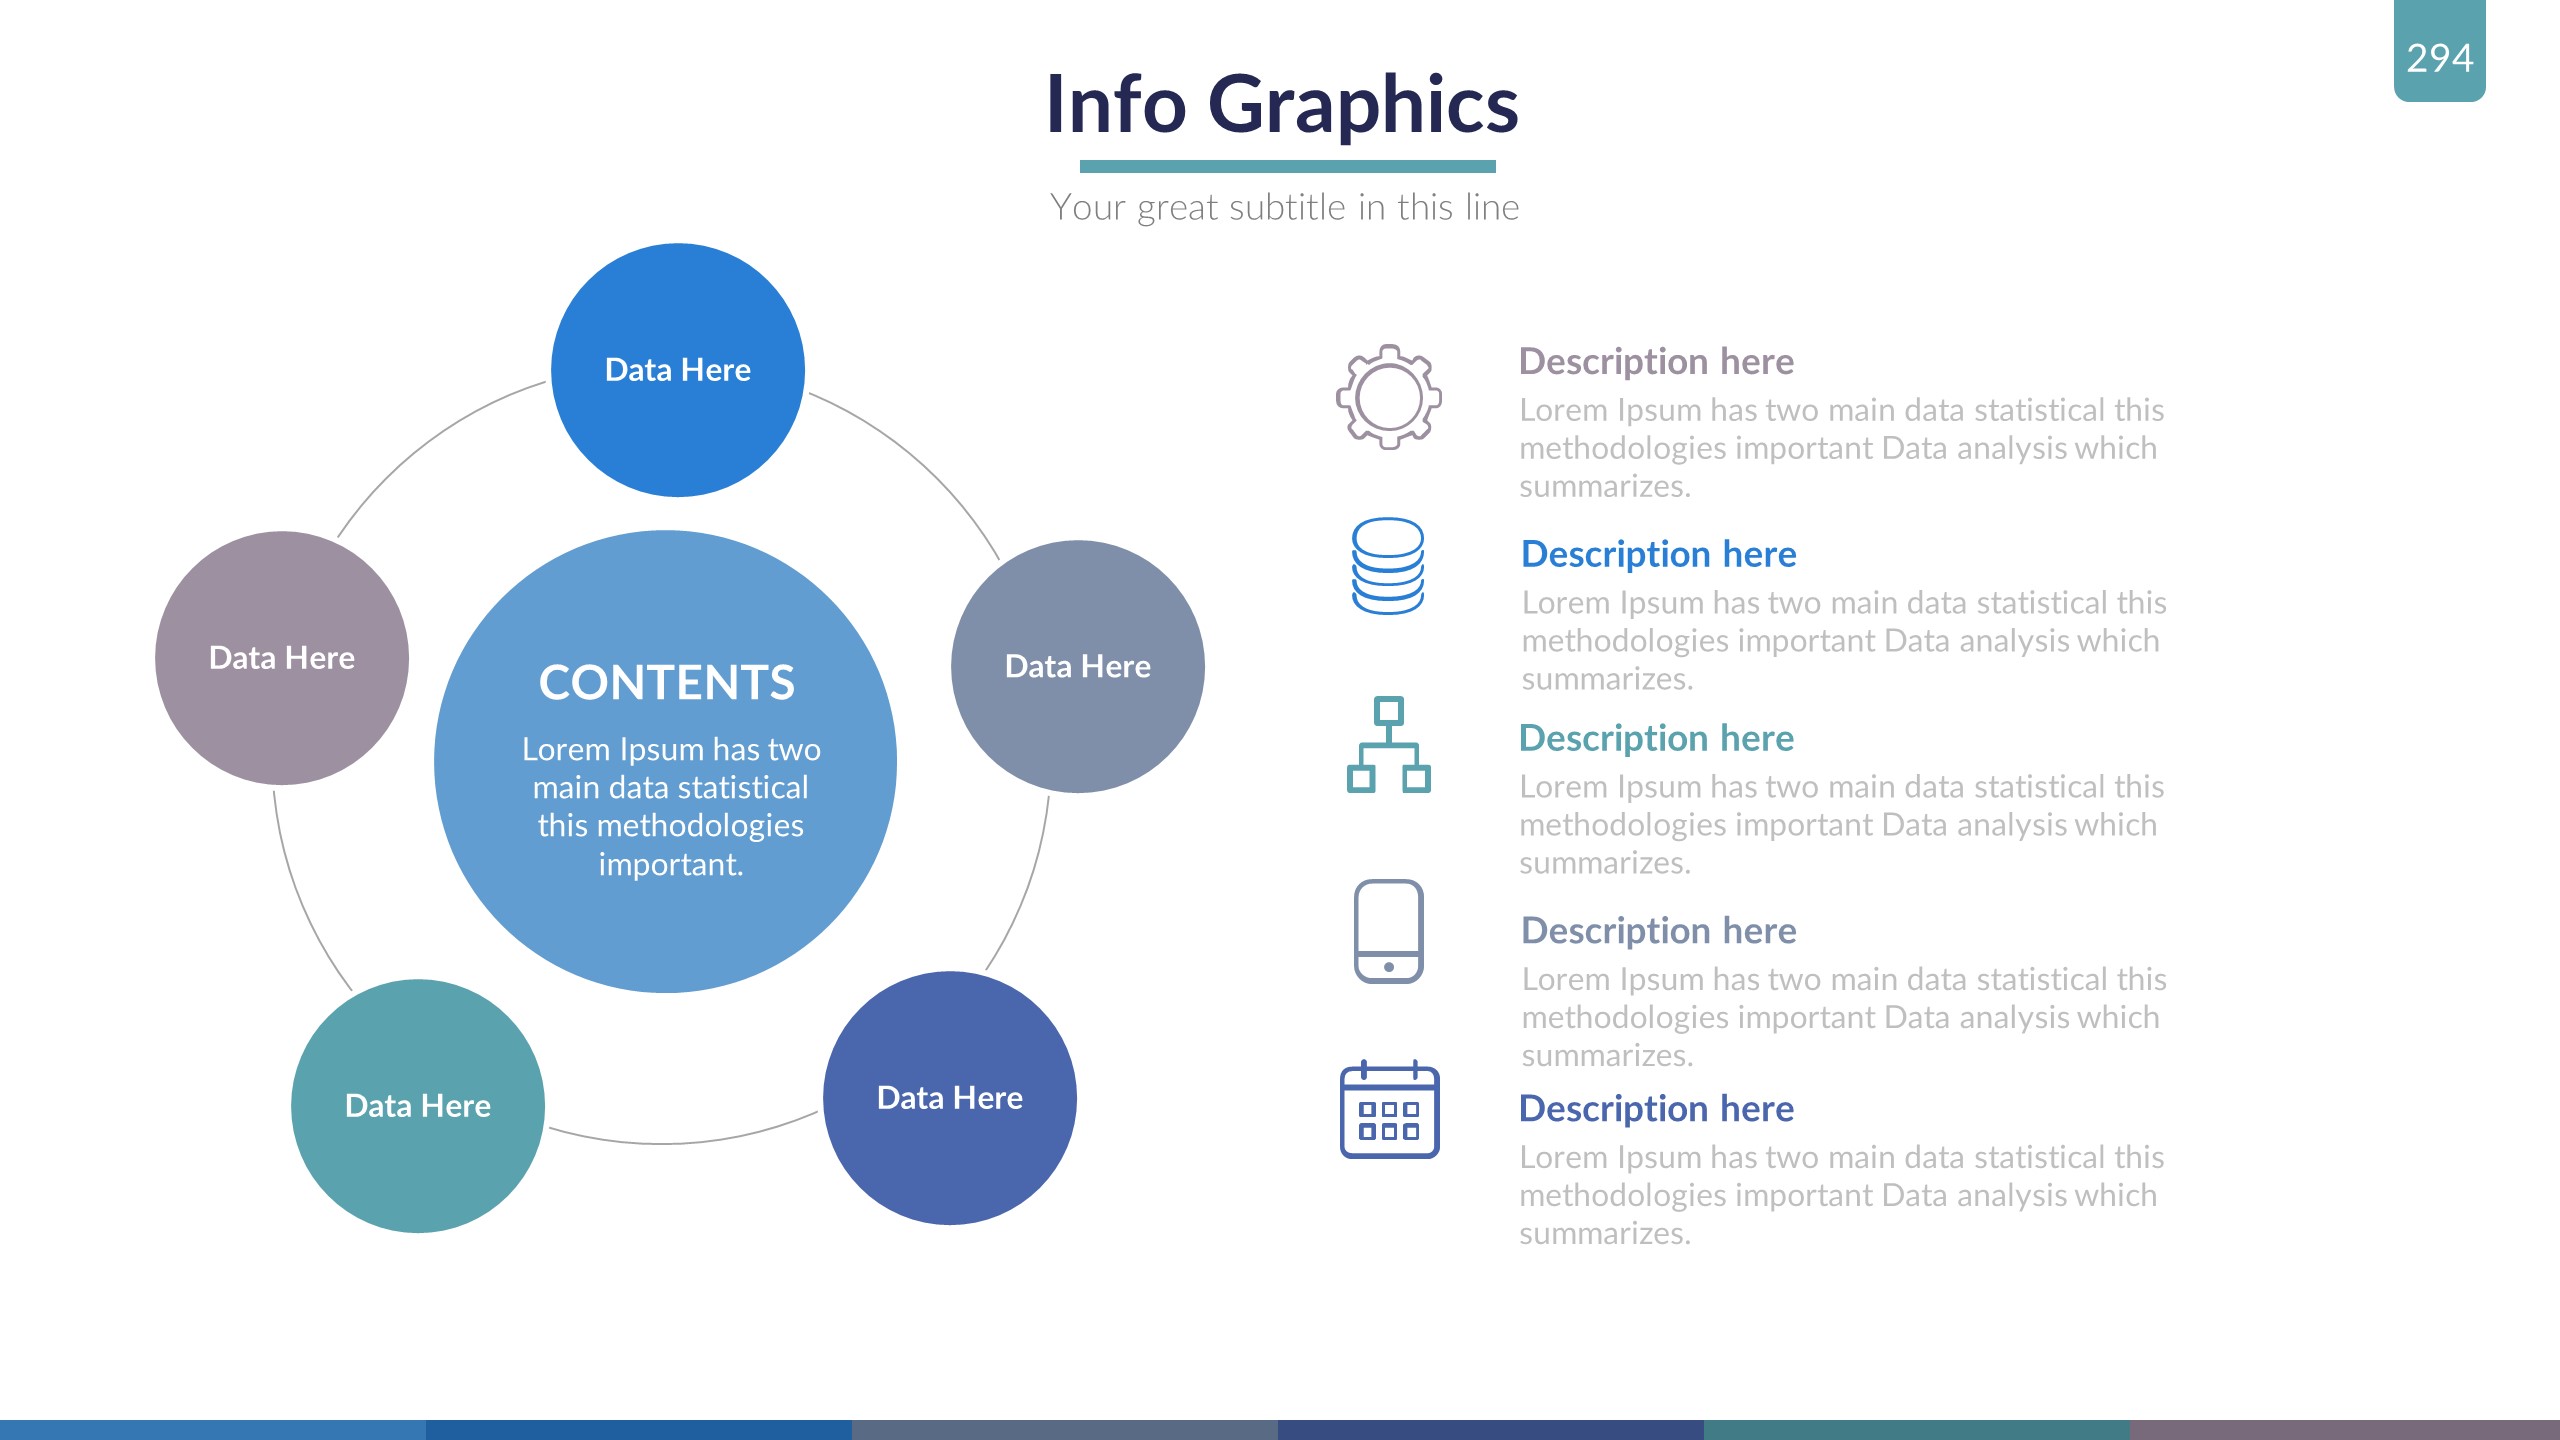 294
Info Graphics
Your great subtitle in this line
Data Here
Data Here
Data Here
CONTENTS
Lorem Ipsum has two
main data statistical
this methodologies
important.
Data Here
Data Here
Description here
Lorem Ipsum has two main data statistical this
methodologies important Data analysis which
summarizes.
Description here
Lorem Ipsum has two main data statistical this
methodologies important Data analysis which
summarizes.
Description here
Lorem Ipsum has two main data statistical this
methodologies important Data analysis which
summarizes.
Description here
Lorem Ipsum has two main data statistical this
methodologies important Data analysis which
summarizes.
Description here
Lorem Ipsum has two main data statistical this
methodologies important Data analysis which
summarizes.